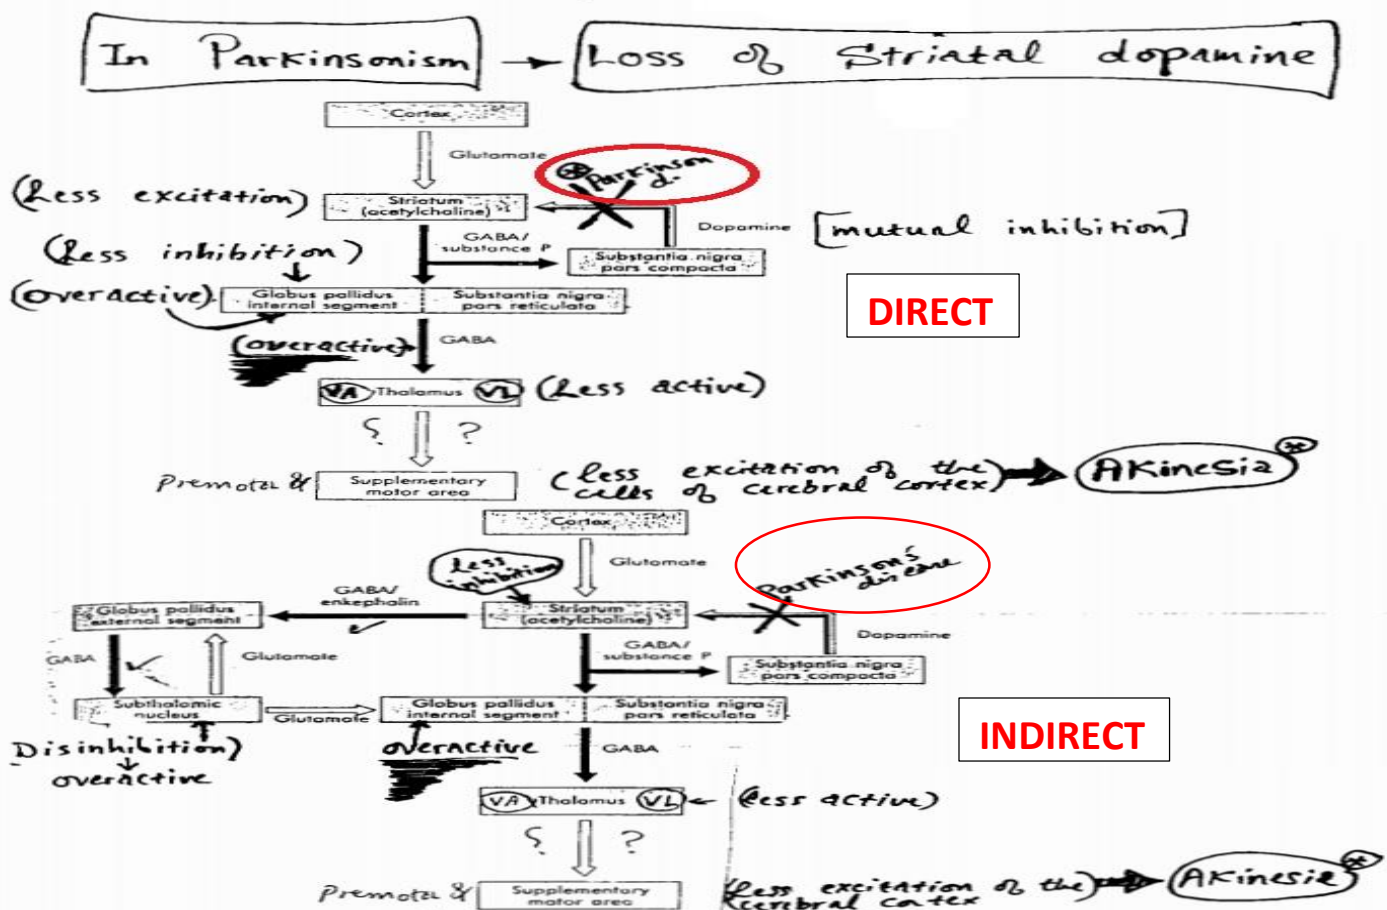 In Parkinsonism → Loss of Striatal dopamine
Cortex
Glutamate
Parkinson
d.
(Less excitation)
Striatum
(acetylcholine)
Dopamine
[mutual inhibition]
(Less inhibition)
GABA/
substance P
Substantia nigra
pars compacta
(overactive)
Globus pallidus
internal segment
Substantia nigra
pars reticulata
DIRECT
(overactive)
GABA
VA Thalamus VL (Less active)
? ?
Premotor &
Supplementary
motor area
(less excitation of the)
cells of cerebral cortex)
AKinesia
Cortex
Glutamate
Parkinson's
disease
Less
inhibition
GABA/
enkephalin
Globus pallidus
external segment
Striatum
(acetylcholine)
Dopamine
GABA
Glutamate
GABA/
substance P
Substantia nigra
pars compacta
Subthalamic
nucleus
Glutamate
Globus pallidus
internal segment
Substantia nigra
pars reticulata
INDIRECT
Disinhibition)
overactive
overactive
GABA
VA Thalamus VL (less active)
? ?
Premotor &
Supplementary
motor area
(less excitation of the)
(cerebral cortex
AKinesia